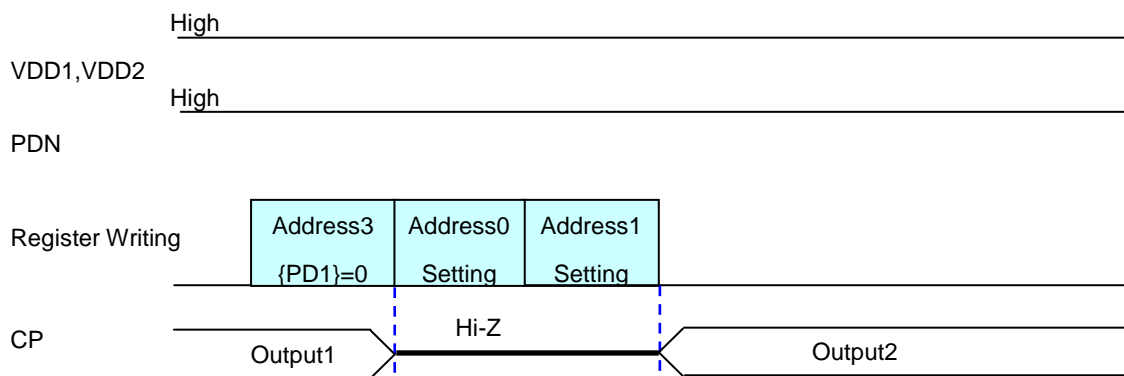 High
VDD1,VDD2
High
PDN
Register Writing
Address3
{PD1}=0
Address0
Setting
Address1
Setting
CP
Output1
Hi-Z
Output2